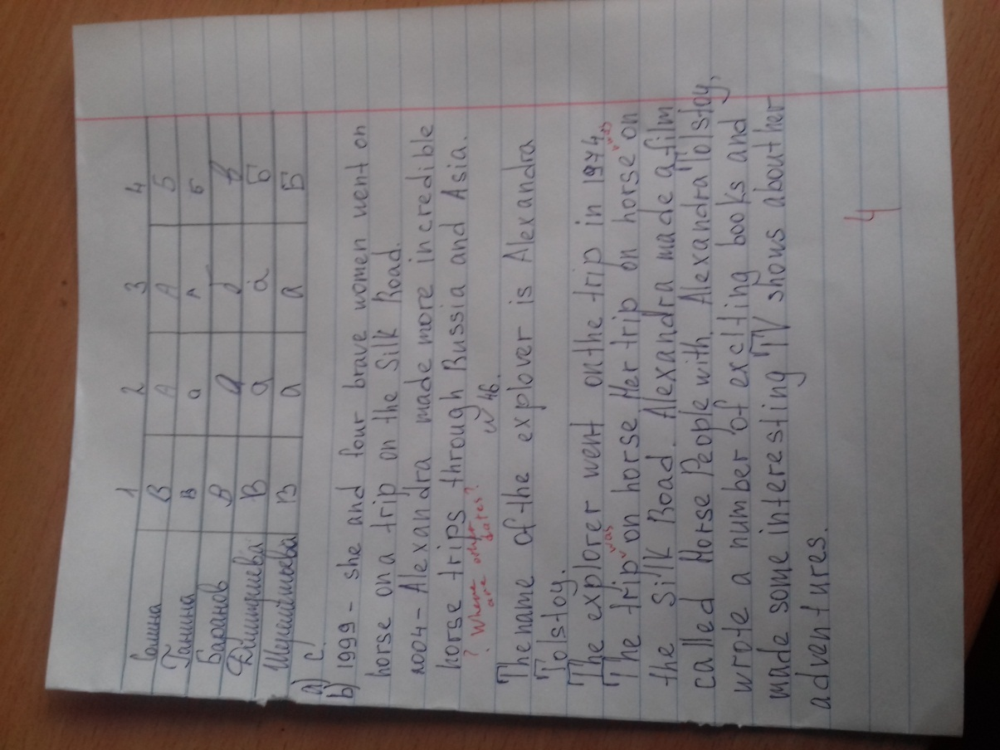 1 2 3 4
Галина В А А Б
Ганина В а А Б
Баранов В а В
Дмитриева В а а Б
В а а Б
a) c.
b) 1999 - she and four brave women went on
horse on a trip on the Silk Road.
2004 - Alexandra made more incredible
horse trips through Russia and Asia.
? Where other
are dates?
№ 46.
The name of the explover is Alexandra
Tolstoy.
The explorer went on the trip in 1974.
The trip was on horse. Her trip on horse was on
the Silk Road. Alexandra made a film
called Horse People with Alexandra Tolstoy,
wrote a number of exciting books and
made some interesting TV shows about her
adventures.
4